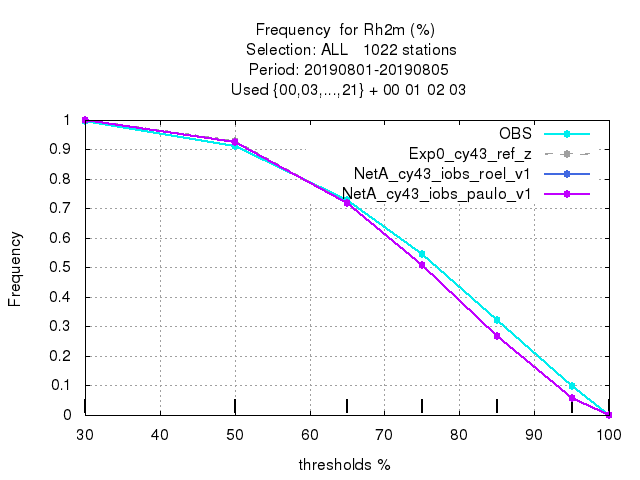 Frequency  for Rh2m (%)
Selection: ALL   1022 stations
Period: 20190801-20190805
Used {00,03,...,21} + 00 01 02 03
OBS
Exp0_cy43_ref_z
NetA_cy43_iobs_roel_v1
NetA_cy43_iobs_paulo_v1
1
0.9
0.8
0.7
0.6
0.5
0.4
0.3
0.2
0.1
0
Frequency
30 40 50 60 70 80 90 100
thresholds %